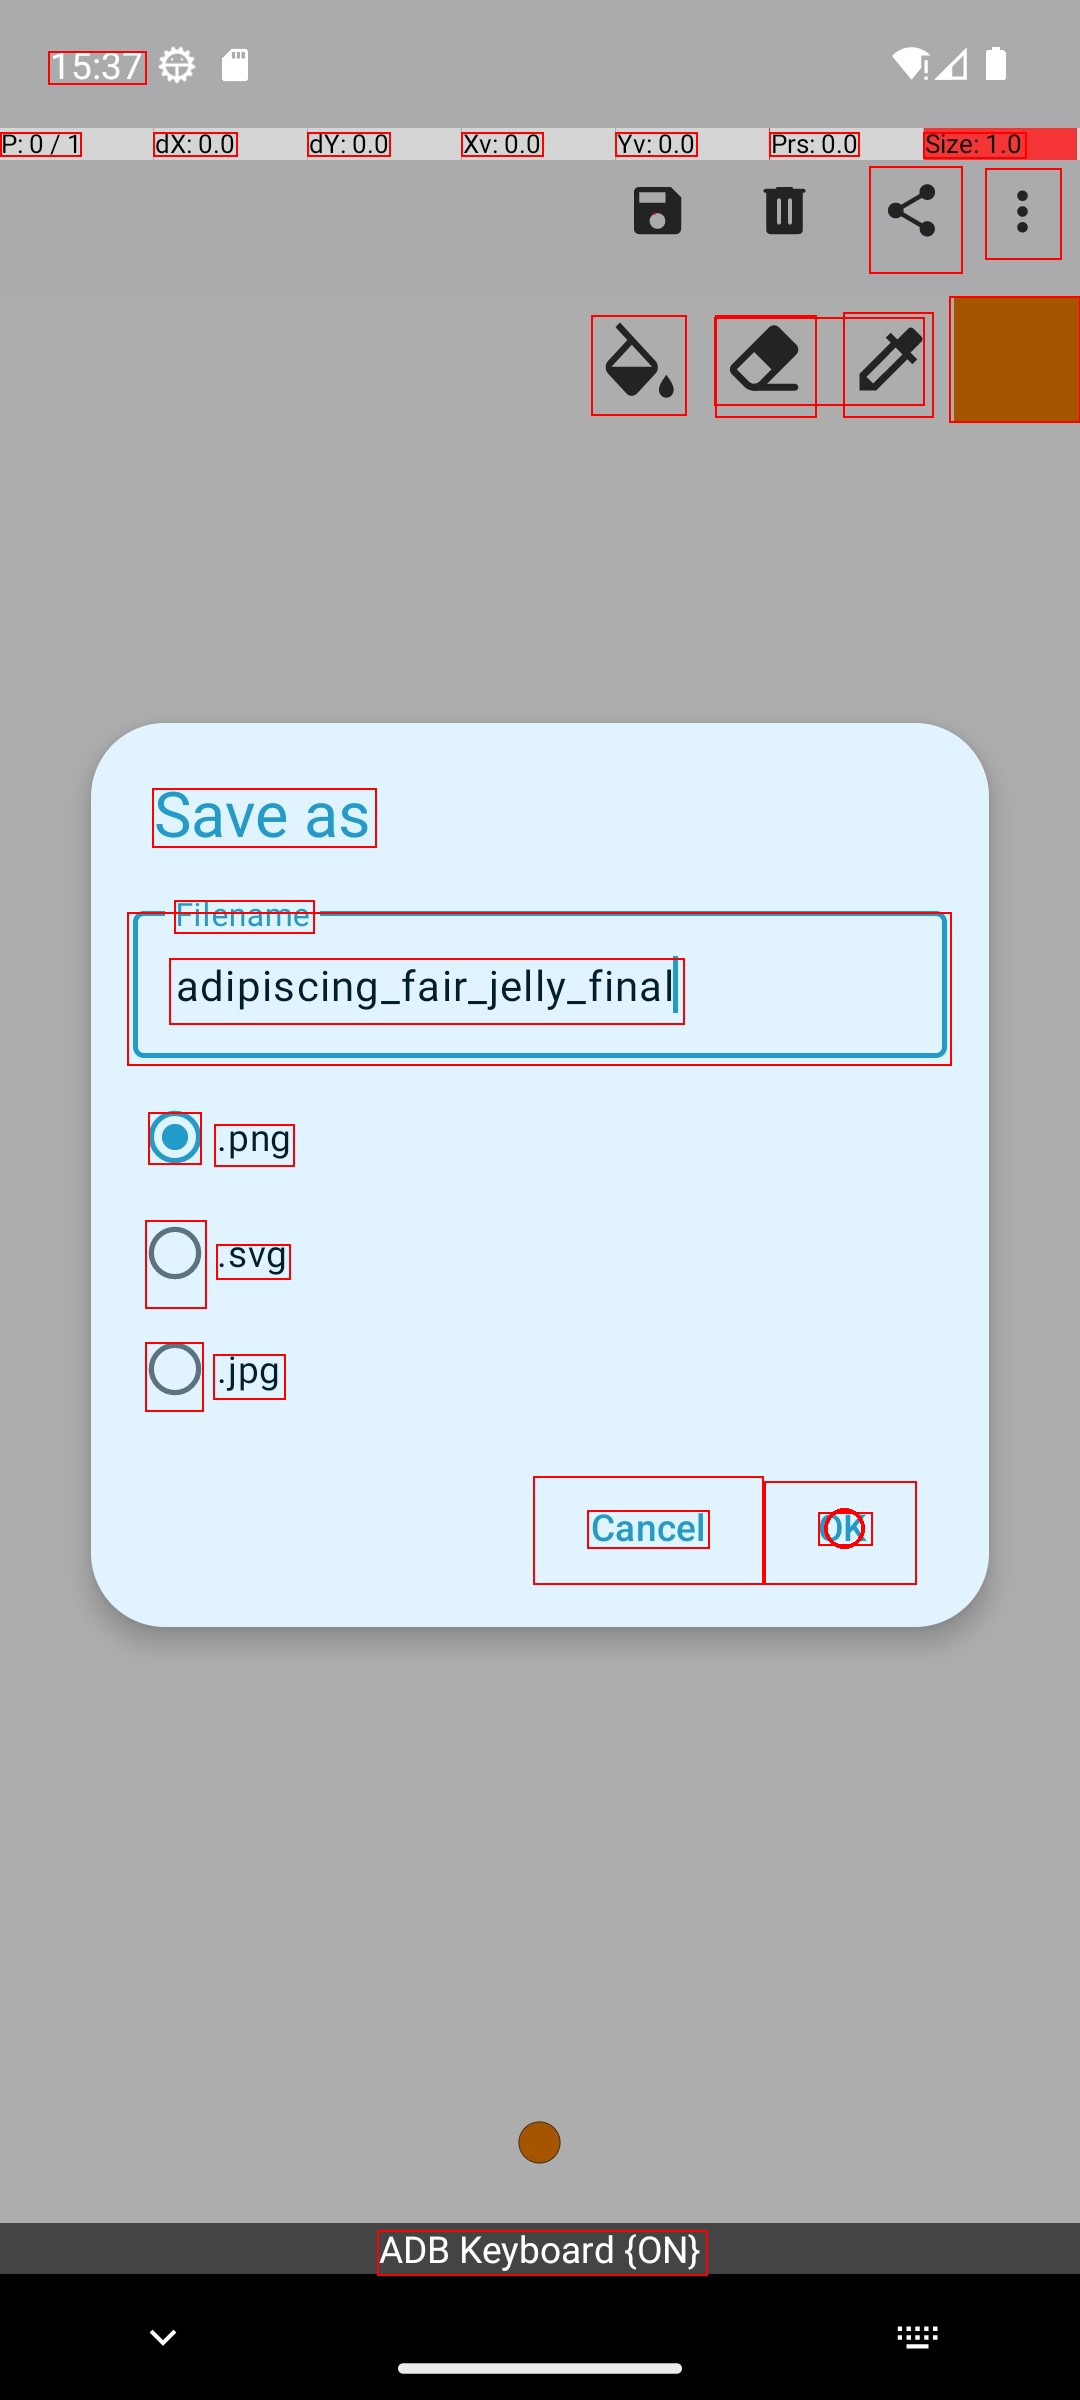 15:37
P: 0 / 1 dX: 0.0 dY: 0.0 Xv: 0.0 Yv: 0.0 Prs: 0.0 Size: 1.0
Save as
Filename
adipiscing_fair_jelly_final
.png
.svg
.jpg
Cancel OK
ADB Keyboard {ON}